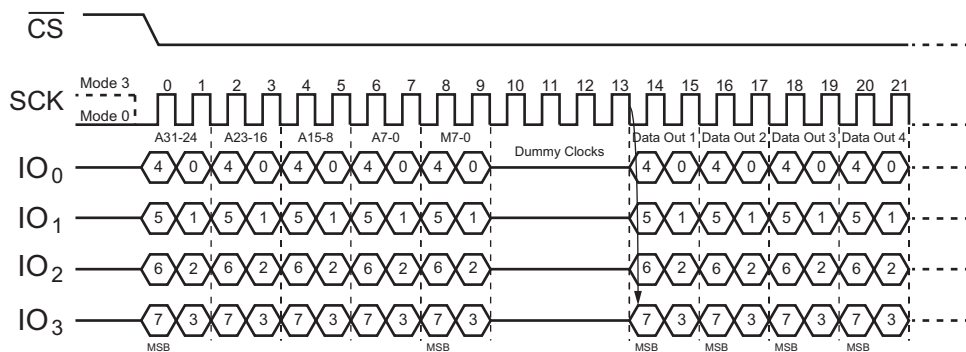 CS
Mode 3
0 1 2 3 4 5 6 7 8 9 10 11 12 13 14 15 16 17 18 19 20 21
SCK
Mode 0
A31-24 A23-16 A15-8 A7-0 M7-0 Data Out 1 Data Out 2 Data Out 3 Data Out 4
Dummy Clocks
IO0 4 0 4 0 4 0 4 0 4 0 4 0 4 0 4 0 4 0
IO1 5 1 5 1 5 1 5 1 5 1 5 1 5 1 5 1 5 1
IO2 6 2 6 2 6 2 6 2 6 2 6 2 6 2 6 2 6 2
IO3 7 3 7 3 7 3 7 3 7 3 7 3 7 3 7 3 7 3
MSB MSB MSB MSB MSB MSB